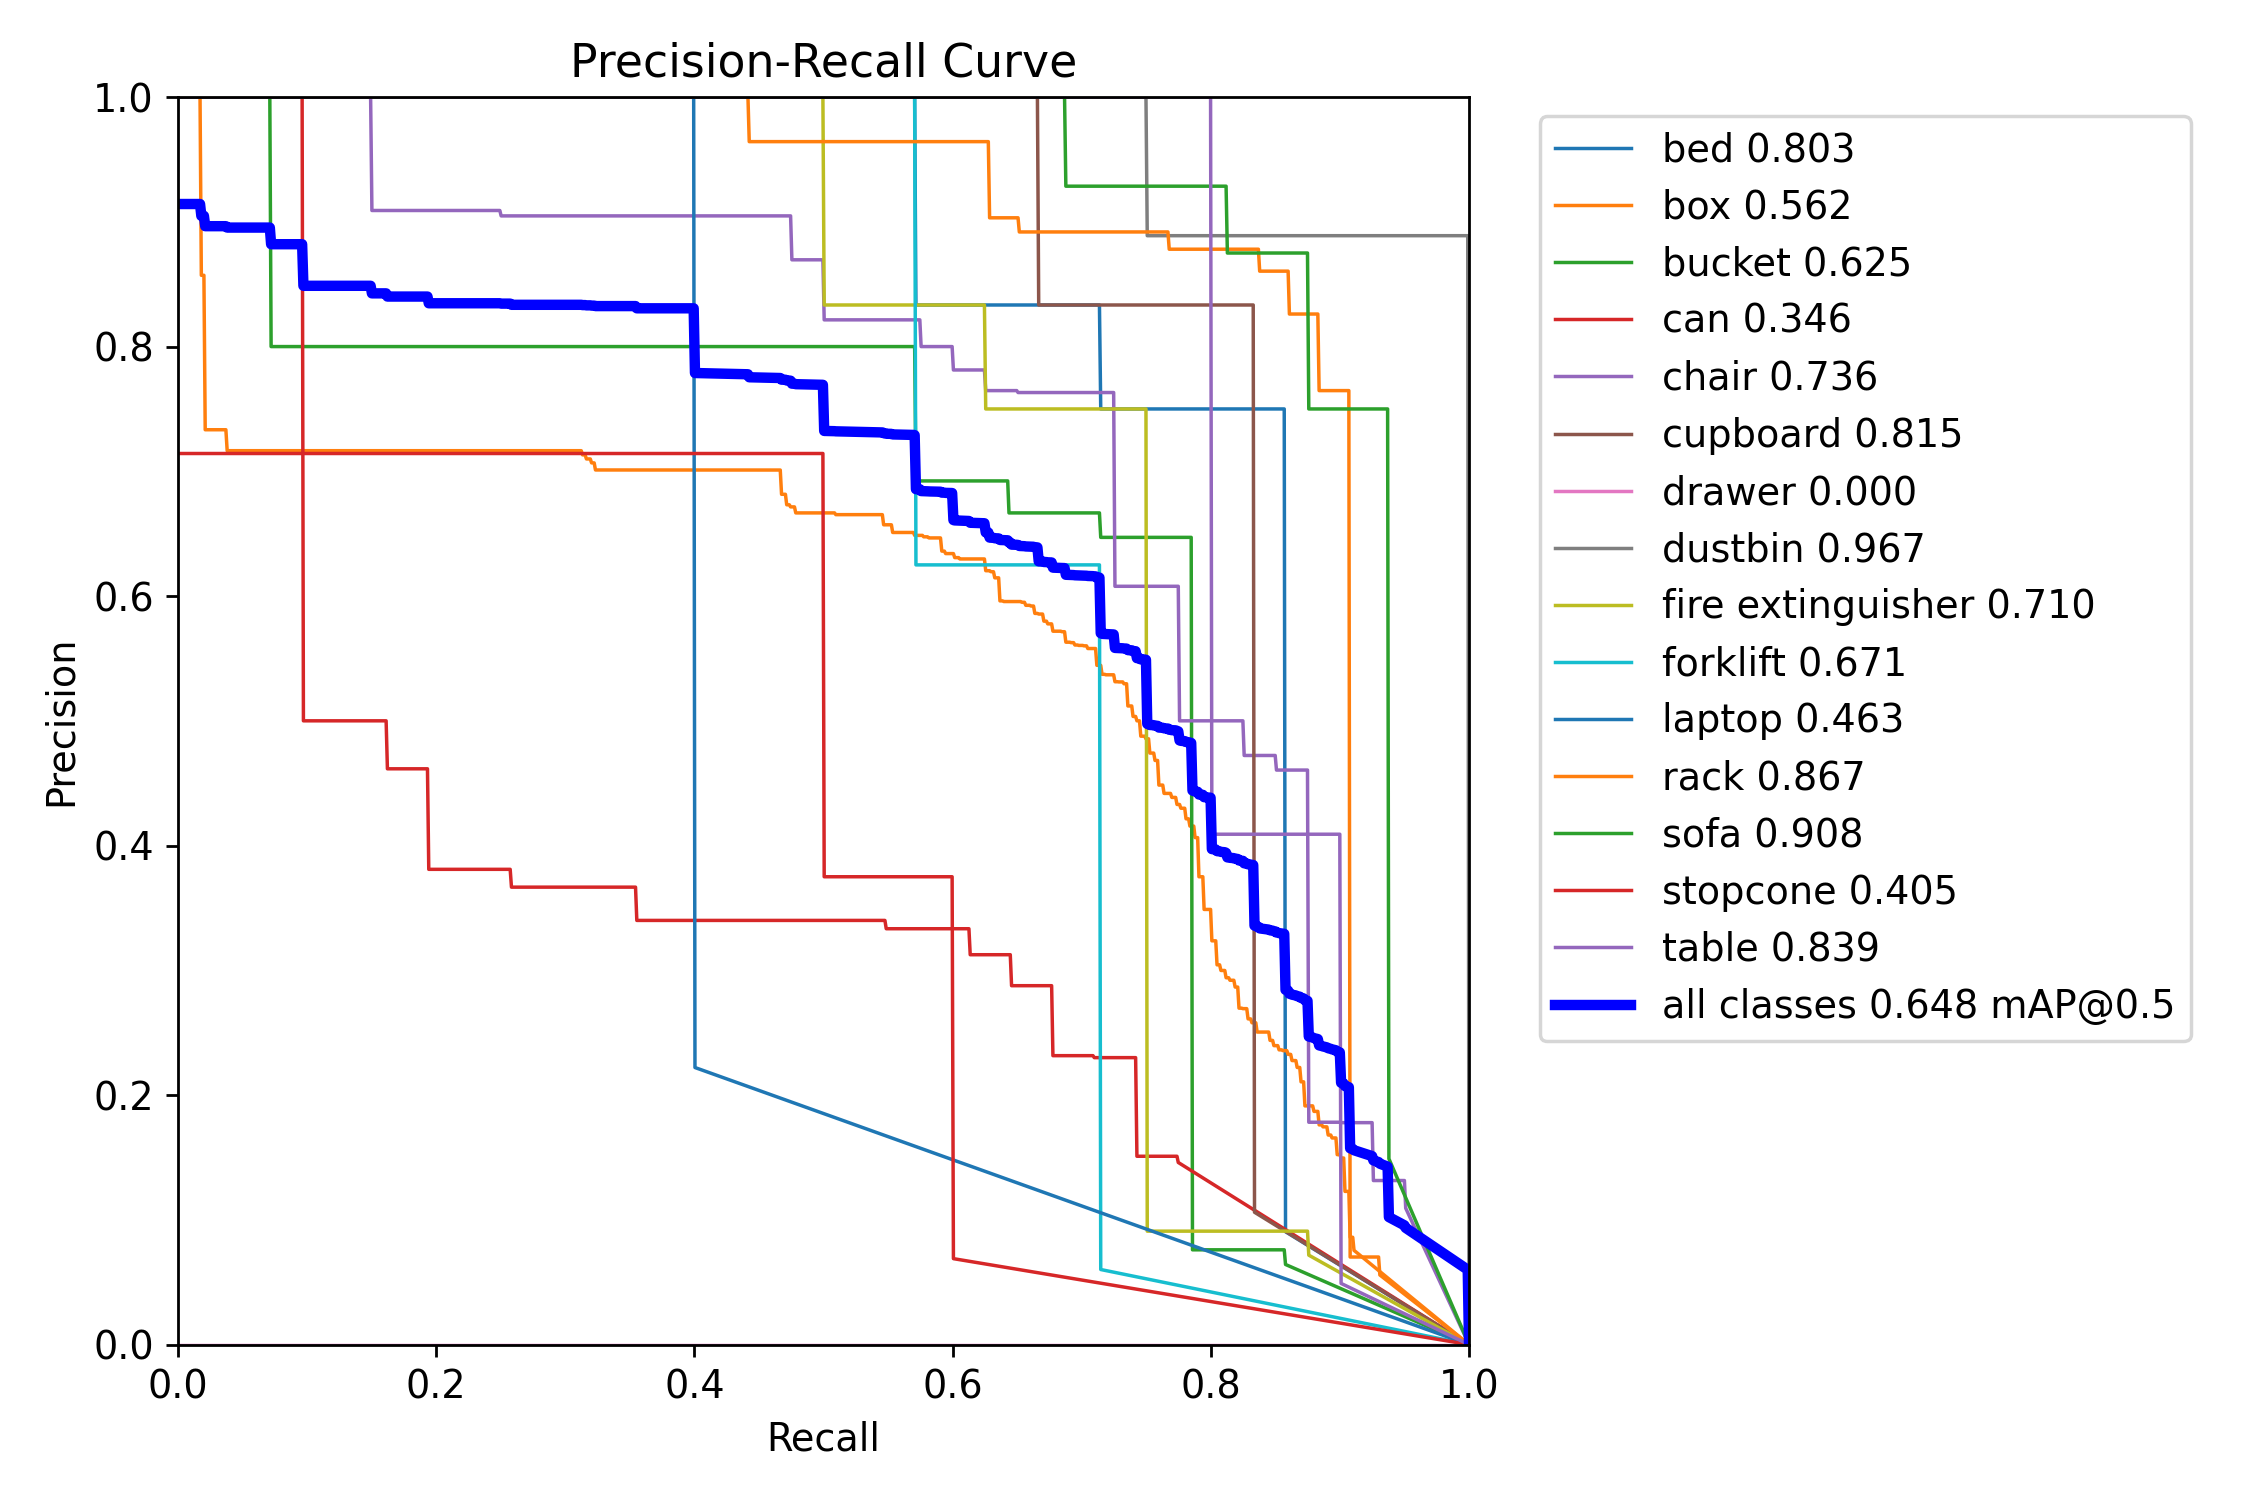 Precision-Recall Curve
1.0
0.8
0.6
0.4
0.2
0.0
Precision
0.0 0.2 0.4 0.6 0.8 1.0
Recall
bed 0.803
box 0.562
bucket 0.625
can 0.346
chair 0.736
cupboard 0.815
drawer 0.000
dustbin 0.967
fire extinguisher 0.710
forklift 0.671
laptop 0.463
rack 0.867
sofa 0.908
stopcone 0.405
table 0.839
all classes 0.648 mAP@0.5